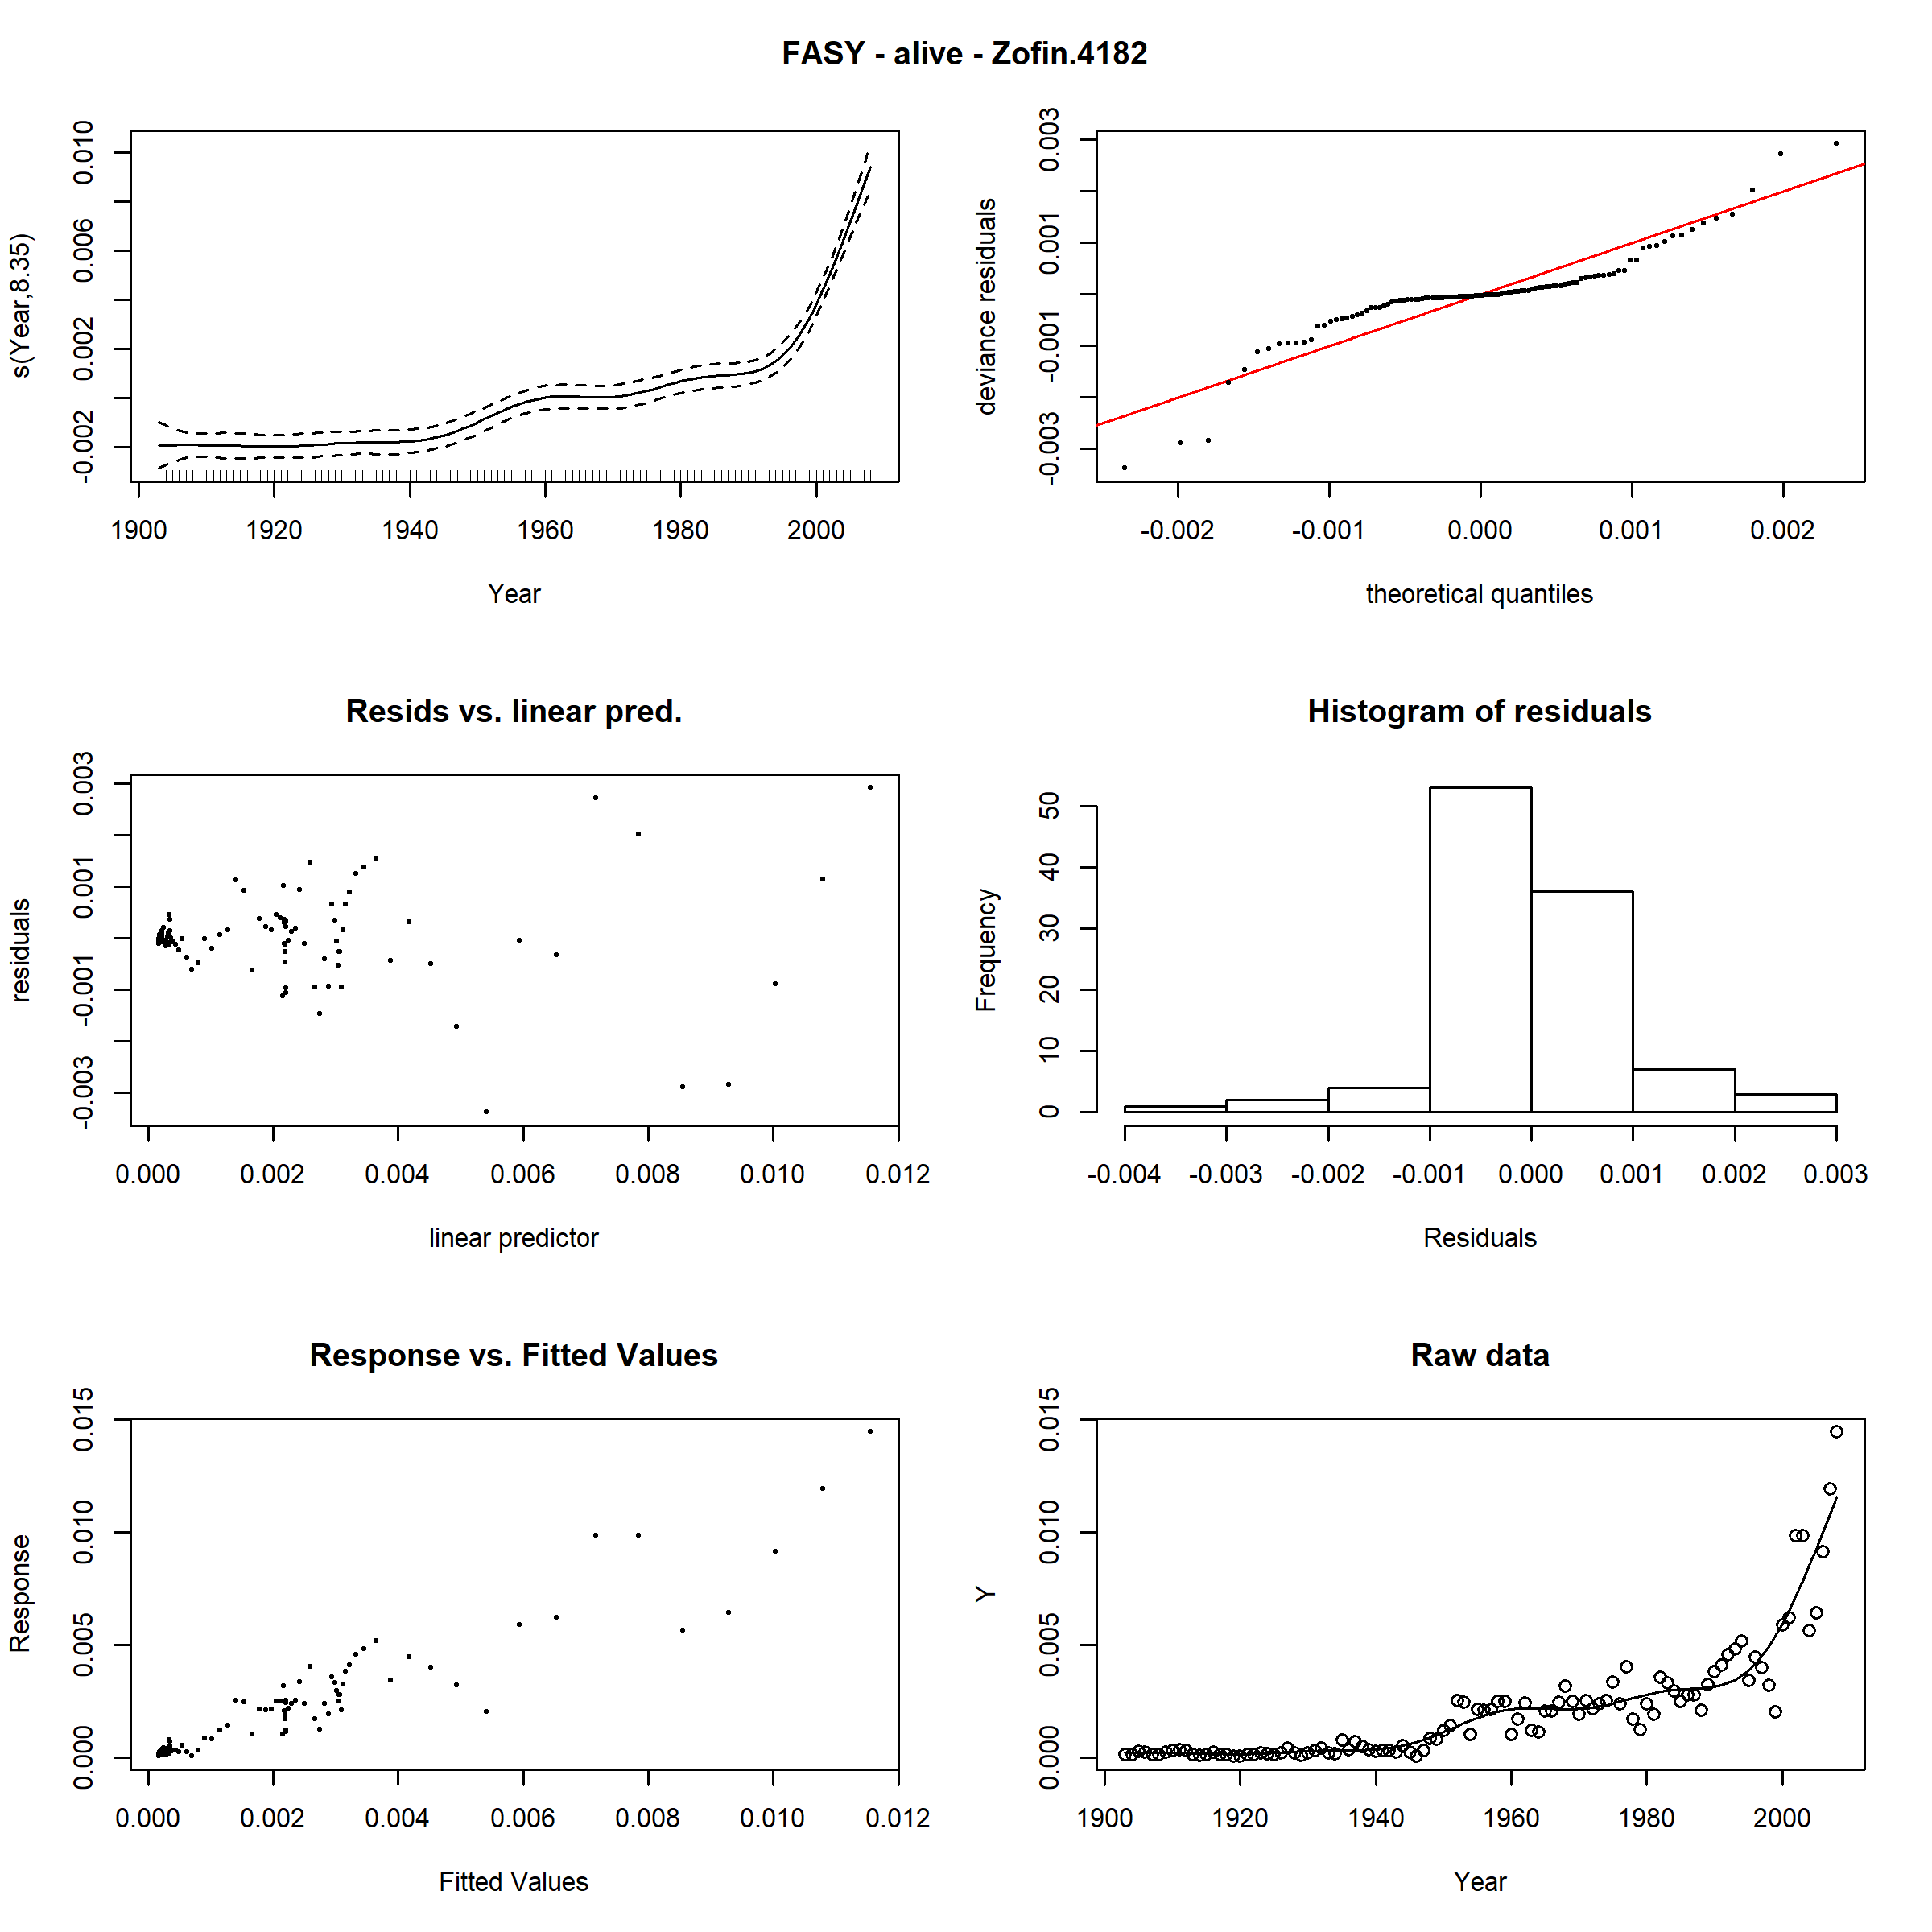 FASY - alive - Zofin.4182
s(Year,8.35)
-0.002 0.002 0.006 0.010
1900 1920 1940 1960 1980 2000
Year
deviance residuals
-0.003 -0.001 0.001 0.003
-0.002 -0.001 0.000 0.001 0.002
theoretical quantiles
Resids vs. linear pred.
residuals
-0.003 -0.001 0.001 0.003
0.000 0.002 0.004 0.006 0.008 0.010 0.012
linear predictor
Histogram of residuals
Frequency
0 10 20 30 40 50
-0.004 -0.003 -0.002 -0.001 0.000 0.001 0.002 0.003
Residuals
Response vs. Fitted Values
Response
0.000 0.005 0.010 0.015
0.000 0.002 0.004 0.006 0.008 0.010 0.012
Fitted Values
Raw data
Y
0.000 0.005 0.010 0.015
1900 1920 1940 1960 1980 2000
Year